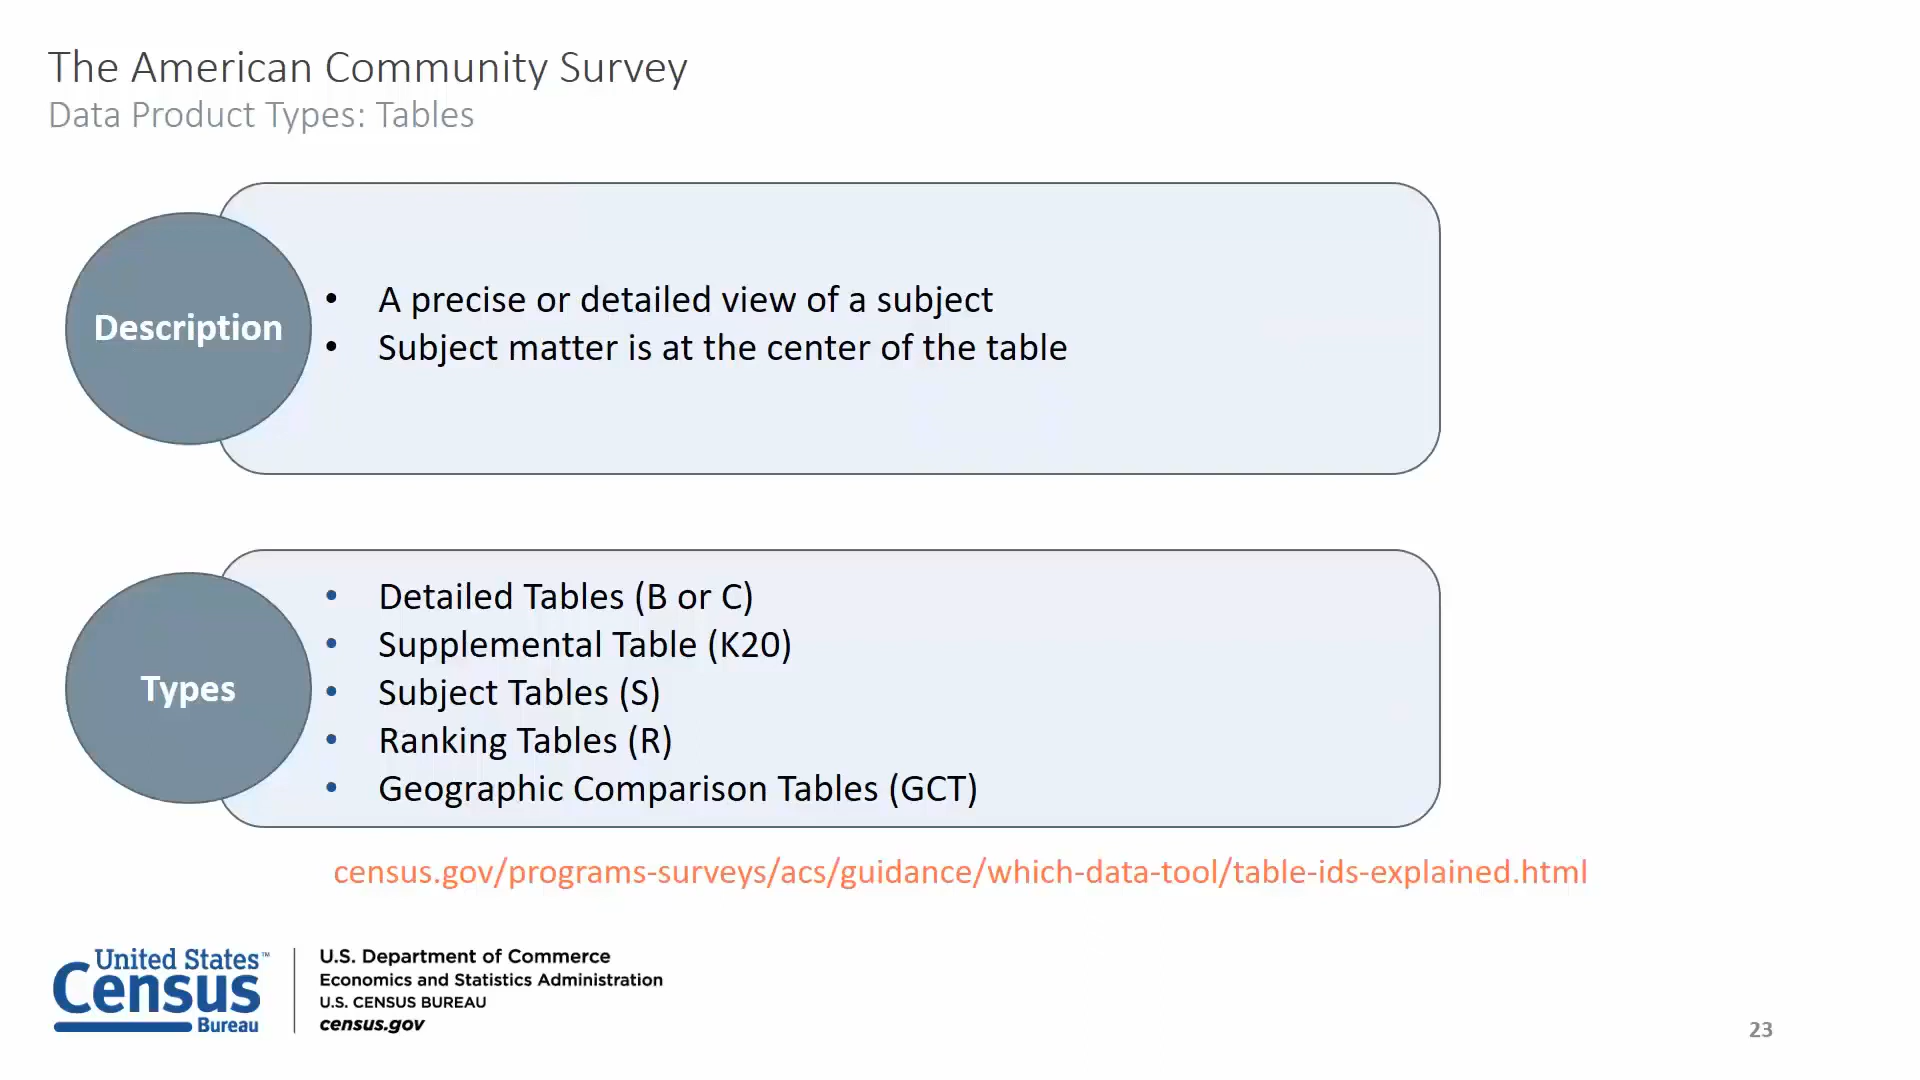 The American Community Survey
Data Product Types: Tables
Description
• A precise or detailed view of a subject
• Subject matter is at the center of the table
Types
• Detailed Tables (B or C)
• Supplemental Table (K20)
• Subject Tables (S)
• Ranking Tables (R)
• Geographic Comparison Tables (GCT)
census.gov/programs-surveys/acs/guidance/which-data-tool/table-ids-explained.html
United States™
Census
Bureau
U.S. Department of Commerce
Economics and Statistics Administration
U.S. CENSUS BUREAU
census.gov
23